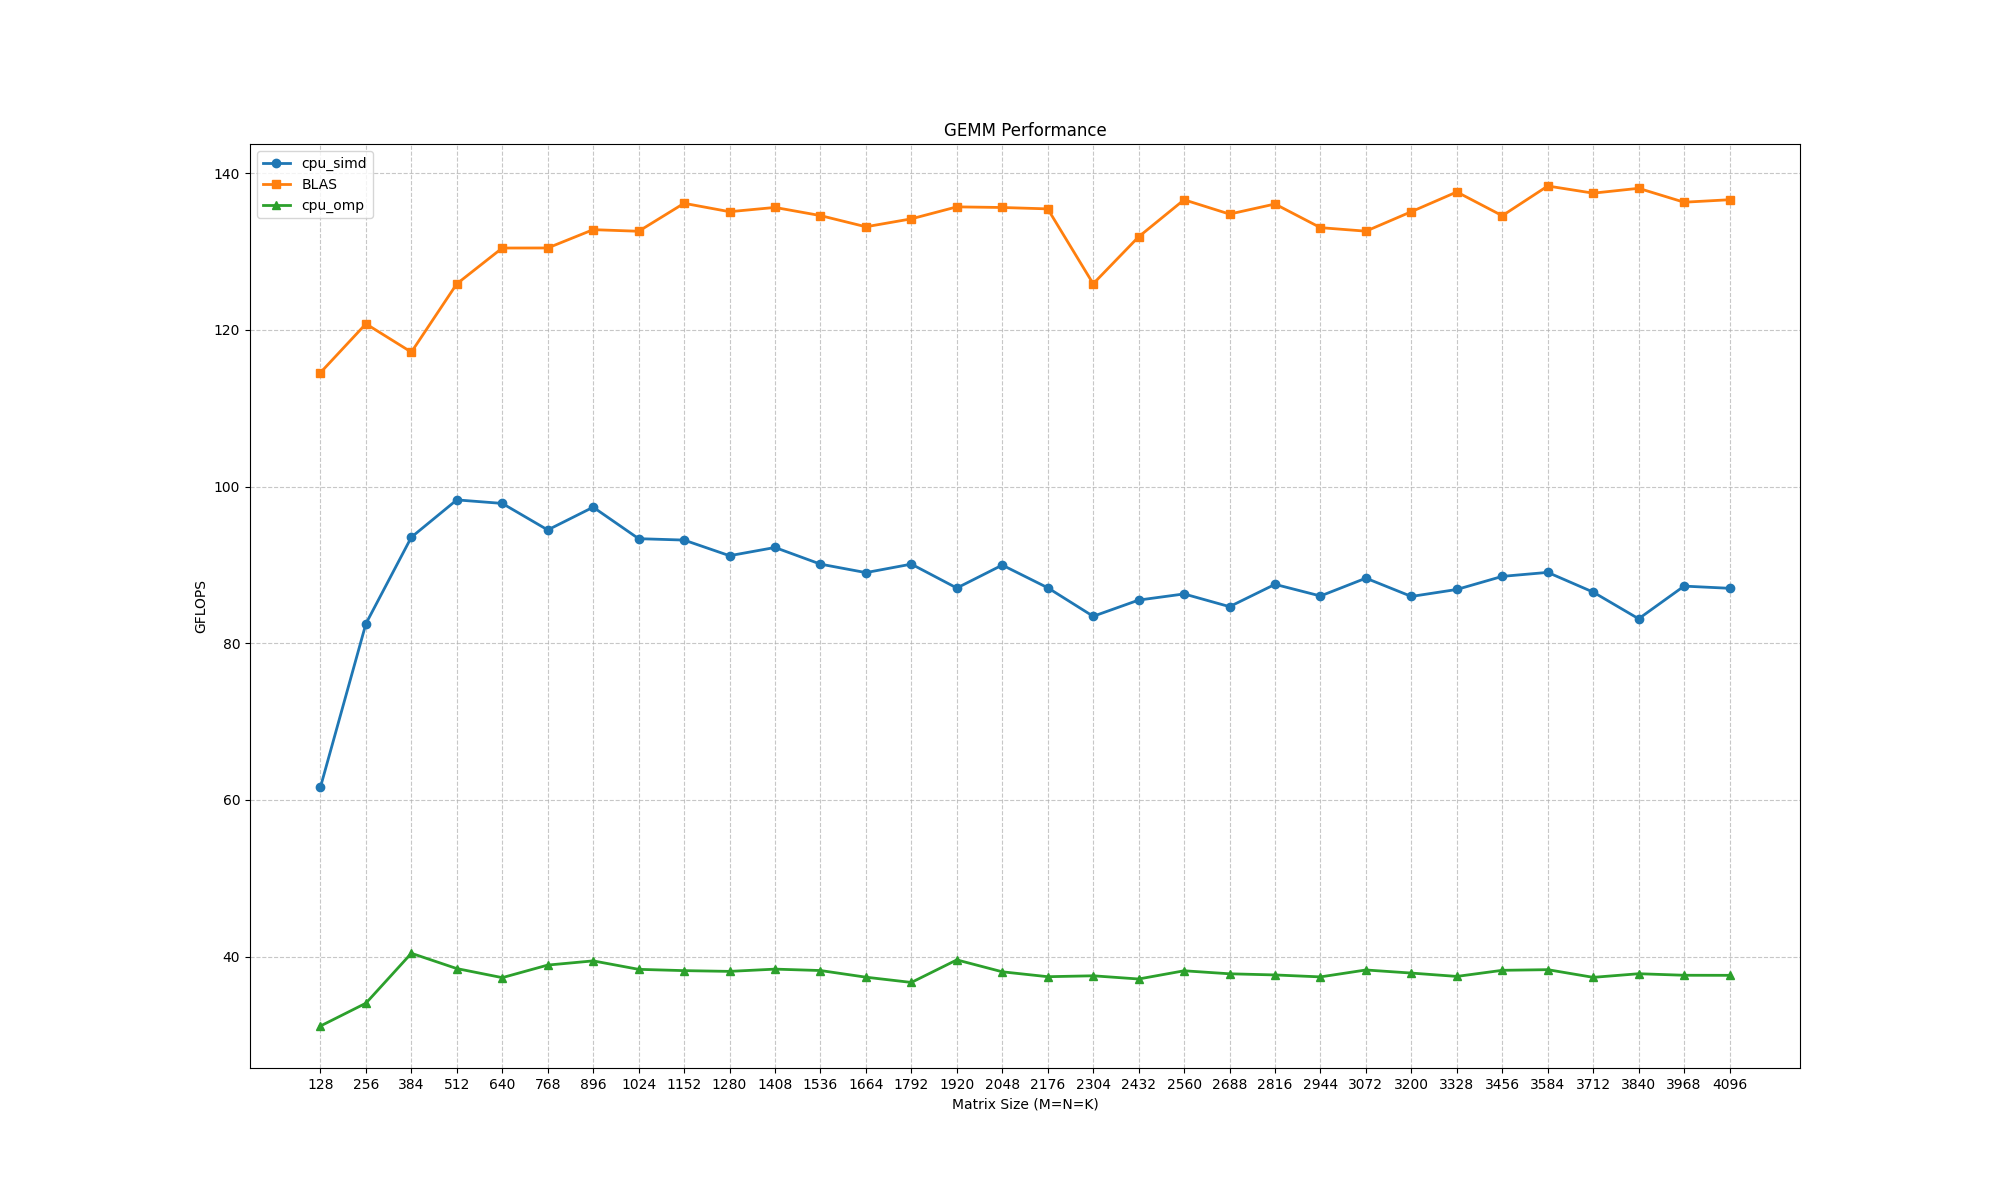 GEMM Performance
cpu_simd
BLAS
cpu_omp
140
120
100
80
60
40
GFLOPS
128 256 384 512 640 768 896 1024 1152 1280 1408 1536 1664 1792 1920 2048 2176 2304 2432 2560 2688 2816 2944 3072 3200 3328 3456 3584 3712 3840 3968 4096
Matrix Size (M=N=K)